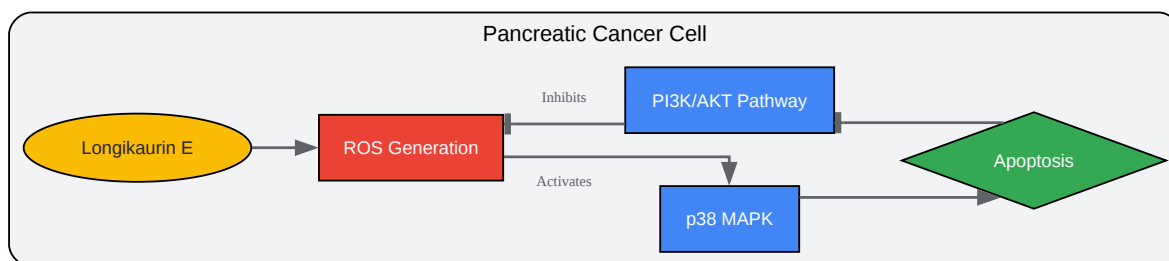 Pancreatic Cancer Cell
Longikaurin E
ROS Generation
Inhibits
Activates
PI3K/AKT Pathway
p38 MAPK
Apoptosis